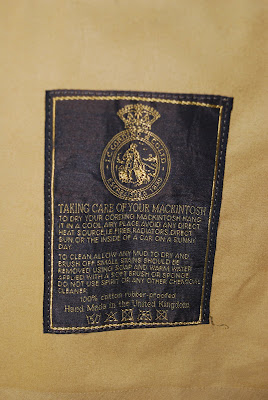 J.C. CORDING & CO. LTD
TAKING CARE OF YOUR MACKINTOSH
TO DRY YOUR CORDING MACKINTOSH HANG
IT IN A COOL AIRY PLACE AVOID ANY DIRECT
HEAT SOURCE,I.E.FIRES,RADIATORS,DIRECT
SUN, OR THE INSIDE OF A CAR ON A SUNNY
DAY.
TO CLEAN, ALLOW ANY MUD TO DRY AND
BRUSH OFF. SMALL STAINS SHOULD BE
REMOVED USING SOAP AND WARM WATER
APPLIED WITH A SOFT BRUSH OR SPONGE.
DO NOT USE SPIRIT OR ANY OTHER CHEMICAL
CLEANER.
100% cotton rubber-proofed
Hand Made in the United Kingdom